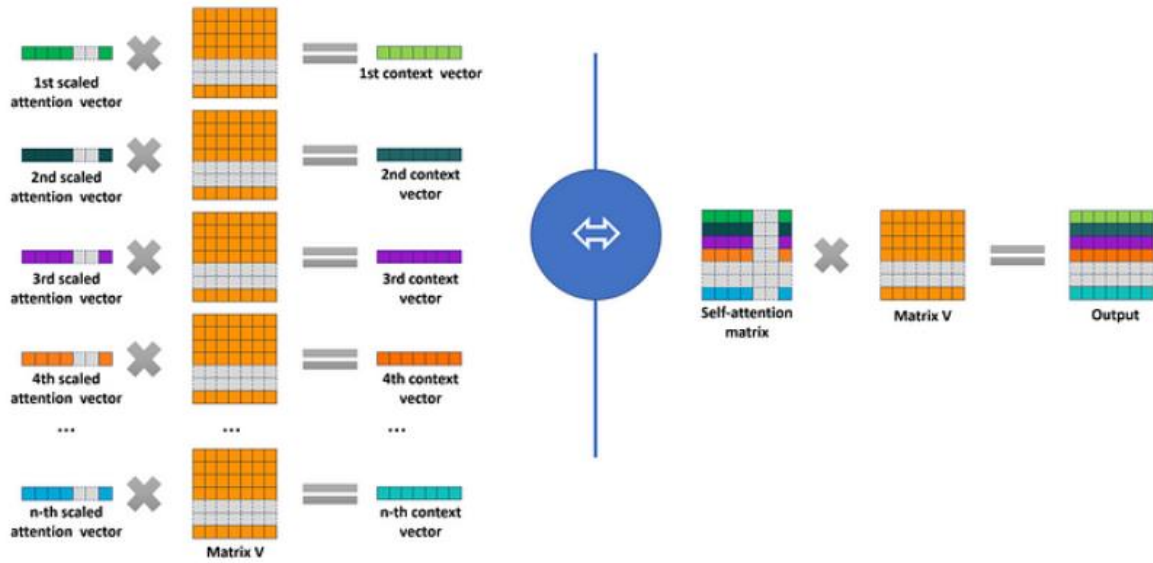 1st scaled
attention vector
1st context vector
2nd scaled
attention vector
2nd context
vector
3rd scaled
attention vector
3rd context
vector
4th scaled
attention vector
4th context
vector
... ... ...
n-th scaled
attention vector
Matrix V
n-th context
vector
Self-attention
matrix
Matrix V
Output